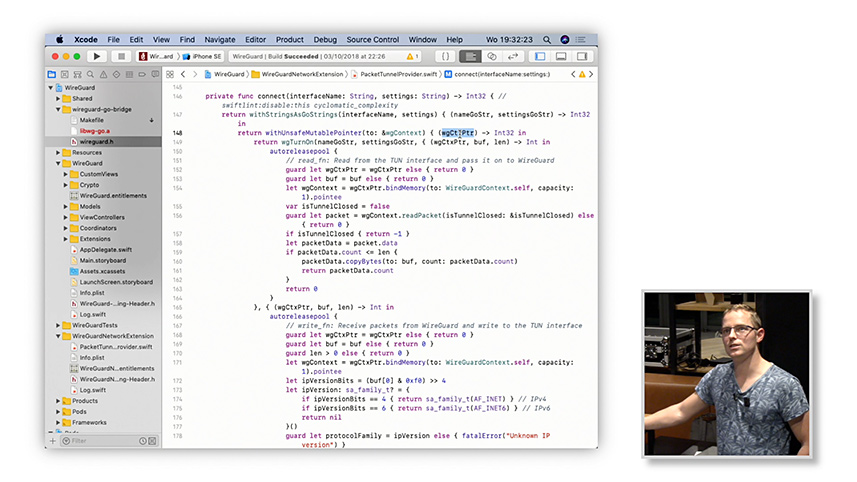 Xcode File Edit View Find Navigate Editor Product Debug Source Control Window Help Wo 19:32:23
Wir...ard iPhone SE WireGuard | Build Succeeded | 03/10/2018 at 22:26 1
WireGuard WireGuardNetworkExtension PacketTunnelProvider.swift M connect(interfaceName:settings:)
WireGuard
Shared
wireguard-go-bridge
Makefile
libwg-go.a
wireguard.h
Resources
WireGuard
CustomViews
Crypto
WireGuard.entitlements
Models
ViewControllers
Coordinators
Extensions
AppDelegate.swift
Main.storyboard
Assets.xcassets
LaunchScreen.storyboard
Info.plist
WireGuard-...ing-Header.h
Log.swift
WireGuardTests
WireGuardNetworkExtension
PacketTunn...rovider.swift
Info.plist
WireGuardN...entitlements
WireGuardN...ing-Header.h
Log.swift
Products
Pods
Frameworks
Filter
145
146 private func connect(interfaceName: String, settings: String) -> Int32 { //
swiftlint:disable:this cyclomatic_complexity
147 return withStringsAsGoStrings(interfaceName, settings) { (nameGoStr, settingsGoStr) -> Int32
in
148 return withUnsafeMutablePointer(to: &wgContext) { (wgCtxPtr) -> Int32 in
149 return wgTurnOn(nameGoStr, settingsGoStr, { (wgCtxPtr, buf, len) -> Int in
150 autoreleasepool {
151 // read_fn: Read from the TUN interface and pass it on to WireGuard
152 guard let wgCtxPtr = wgCtxPtr else { return 0 }
153 guard let buf = buf else { return 0 }
154 let wgContext = wgCtxPtr.bindMemory(to: WireGuardContext.self, capacity:
1).pointee
155 var isTunnelClosed = false
156 guard let packet = wgContext.readPacket(isTunnelClosed: &isTunnelClosed) else
{ return 0 }
157 if isTunnelClosed { return -1 }
158 let packetData = packet.data
159 if packetData.count <= len {
160 packetData.copyBytes(to: buf, count: packetData.count)
161 return packetData.count
162 }
163 return 0
164 }
165 }, { (wgCtxPtr, buf, len) -> Int in
166 autoreleasepool {
167 // write_fn: Receive packets from WireGuard and write to the TUN interface
168 guard let wgCtxPtr = wgCtxPtr else { return 0 }
169 guard let buf = buf else { return 0 }
170 guard len > 0 else { return 0 }
171 let wgContext = wgCtxPtr.bindMemory(to: WireGuardContext.self, capacity:
1).pointee
172 let ipVersionBits = (buf[0] & 0xf0) >> 4
173 let ipVersion: sa_family_t? = {
174 if ipVersionBits == 4 { return sa_family_t(AF_INET) } // IPv4
175 if ipVersionBits == 6 { return sa_family_t(AF_INET6) } // IPv6
176 return nil
177 }()
178 guard let protocolFamily = ipVersion else { fatalError("Unknown IP
version") }